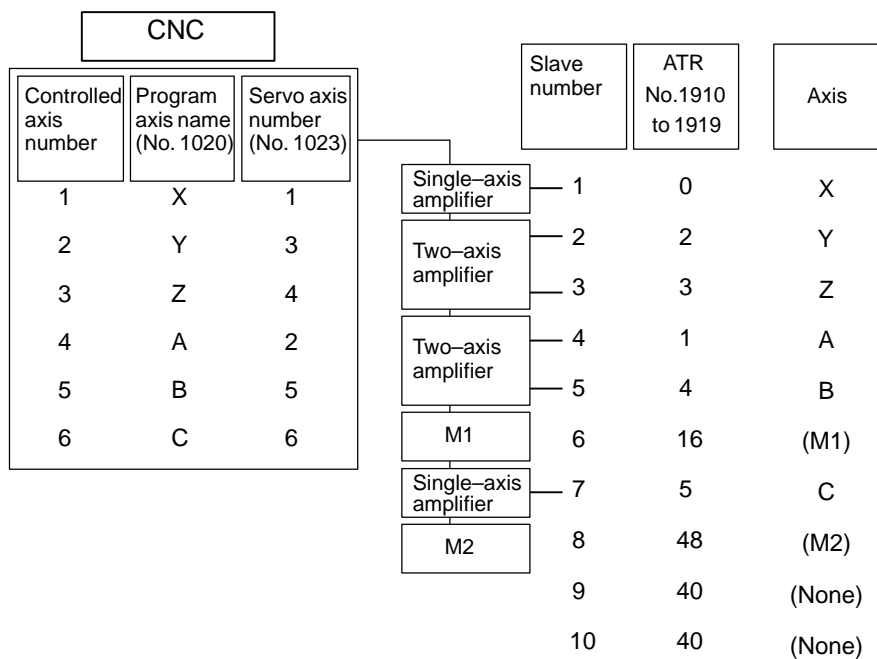 CNC
Controlled axis number
Program axis name (No. 1020)
Servo axis number (No. 1023)
1 X 1
2 Y 3
3 Z 4
4 A 2
5 B 5
6 C 6
Single–axis amplifier
Two–axis amplifier
Two–axis amplifier
M1
Single–axis amplifier
M2
Slave number
ATR No.1910 to 1919
Axis
1 0 X
2 2 Y
3 3 Z
4 1 A
5 4 B
6 16 (M1)
7 5 C
8 48 (M2)
9 40 (None)
10 40 (None)